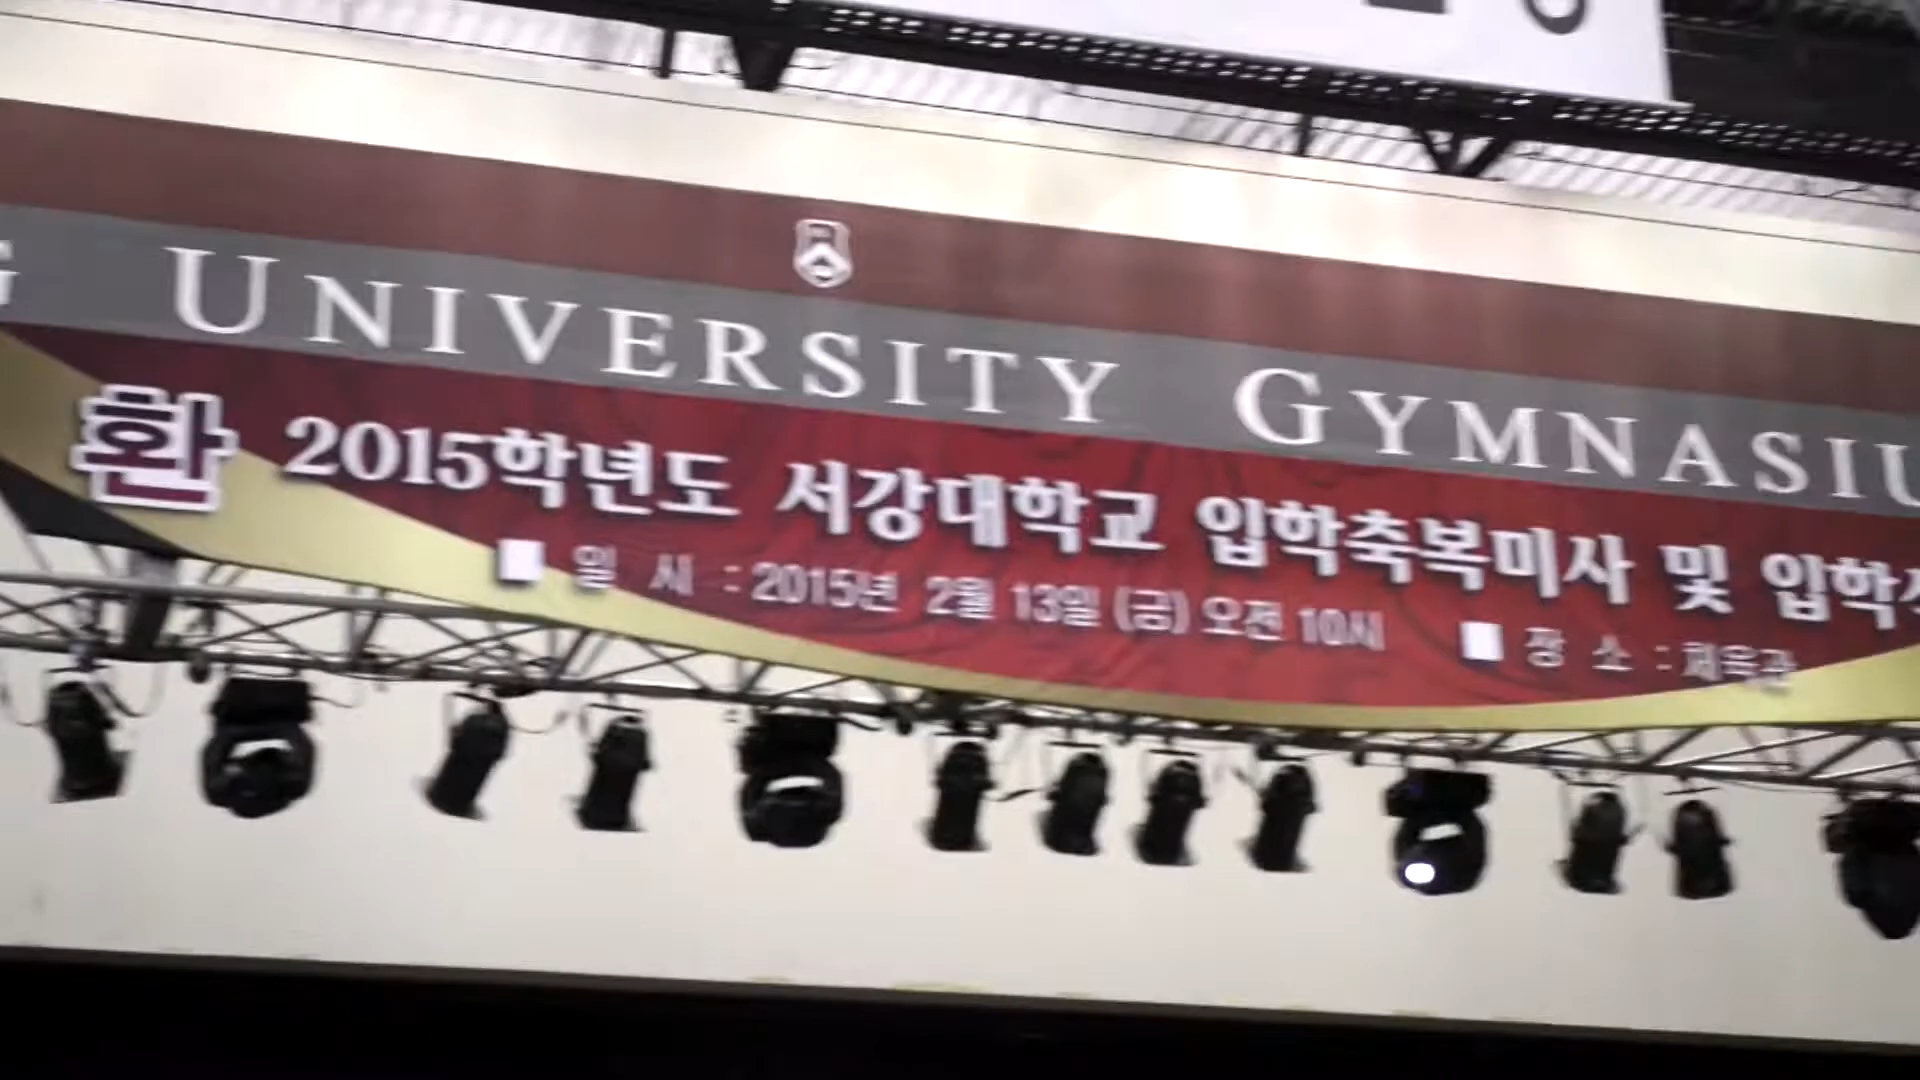 UNIVERSITY GYMNASIU
환 2015학년도 서강대학교 입학축복미사 및 입학
■ 일 시 : 2015년 2월 13일 (금) 오전 10시 ■ 장 소 : 체육관